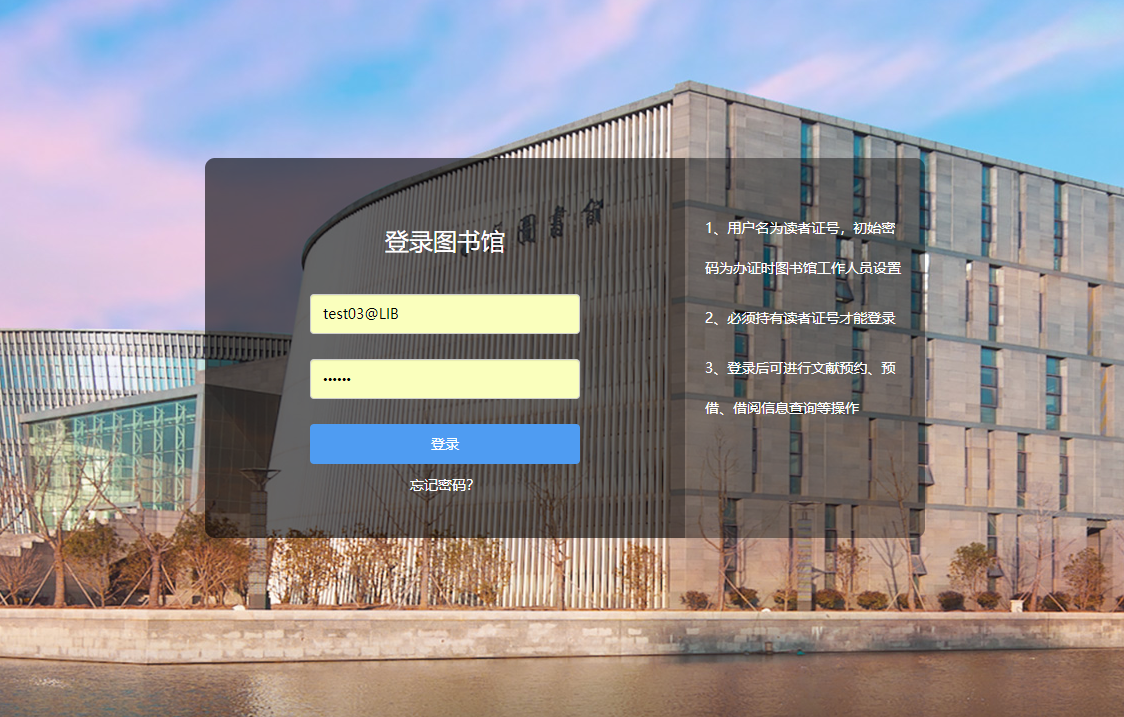 圖書館
登录图书馆
test03@LIB
••••••
登录
忘记密码?
1、用户名为读者证号，初始密
码为办证时图书馆工作人员设置
2、必须持有读者证号才能登录
3、登录后可进行文献预约、预
借、借阅信息查询等操作